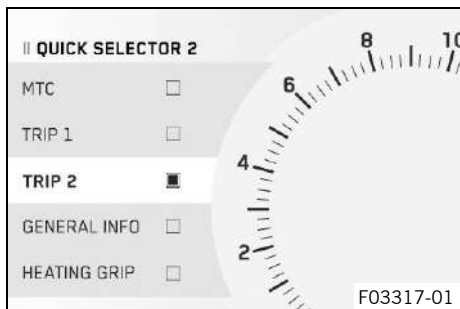 || QUICK SELECTOR 2
MTC
TRIP 1
TRIP 2
GENERAL INFO
HEATING GRIP
2
4
6
8
10
F03317-01